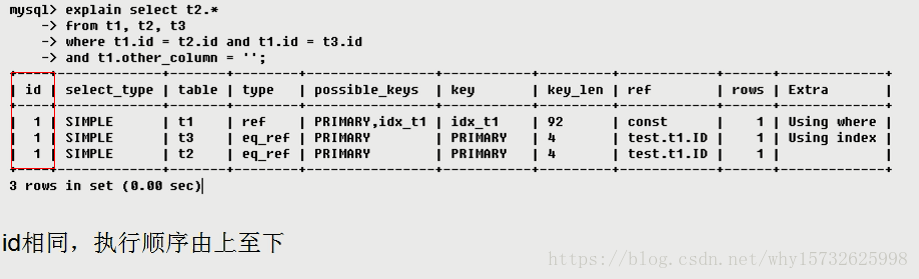 mysql> explain select t2.*
    -> from t1, t2, t3
    -> where t1.id = t2.id and t1.id = t3.id
    -> and t1.other_column = '';
+----+-------------+-------+--------+-----------------+---------+---------+------------+------+-------------+
| id | select_type | table | type | possible_keys | key | key_len | ref | rows | Extra |
+----+-------------+-------+--------+-----------------+---------+---------+------------+------+-------------+
| 1 | SIMPLE | t1 | ref | PRIMARY,idx_t1 | idx_t1 | 92 | const | 1 | Using where |
| 1 | SIMPLE | t3 | eq_ref | PRIMARY | PRIMARY | 4 | test.t1.ID | 1 | Using index |
| 1 | SIMPLE | t2 | eq_ref | PRIMARY | PRIMARY | 4 | test.t1.ID | 1 | |
+----+-------------+-------+--------+-----------------+---------+---------+------------+------+-------------+
3 rows in set (0.00 sec)
id相同，执行顺序由上至下
https://blog.csdn.net/why15732625998